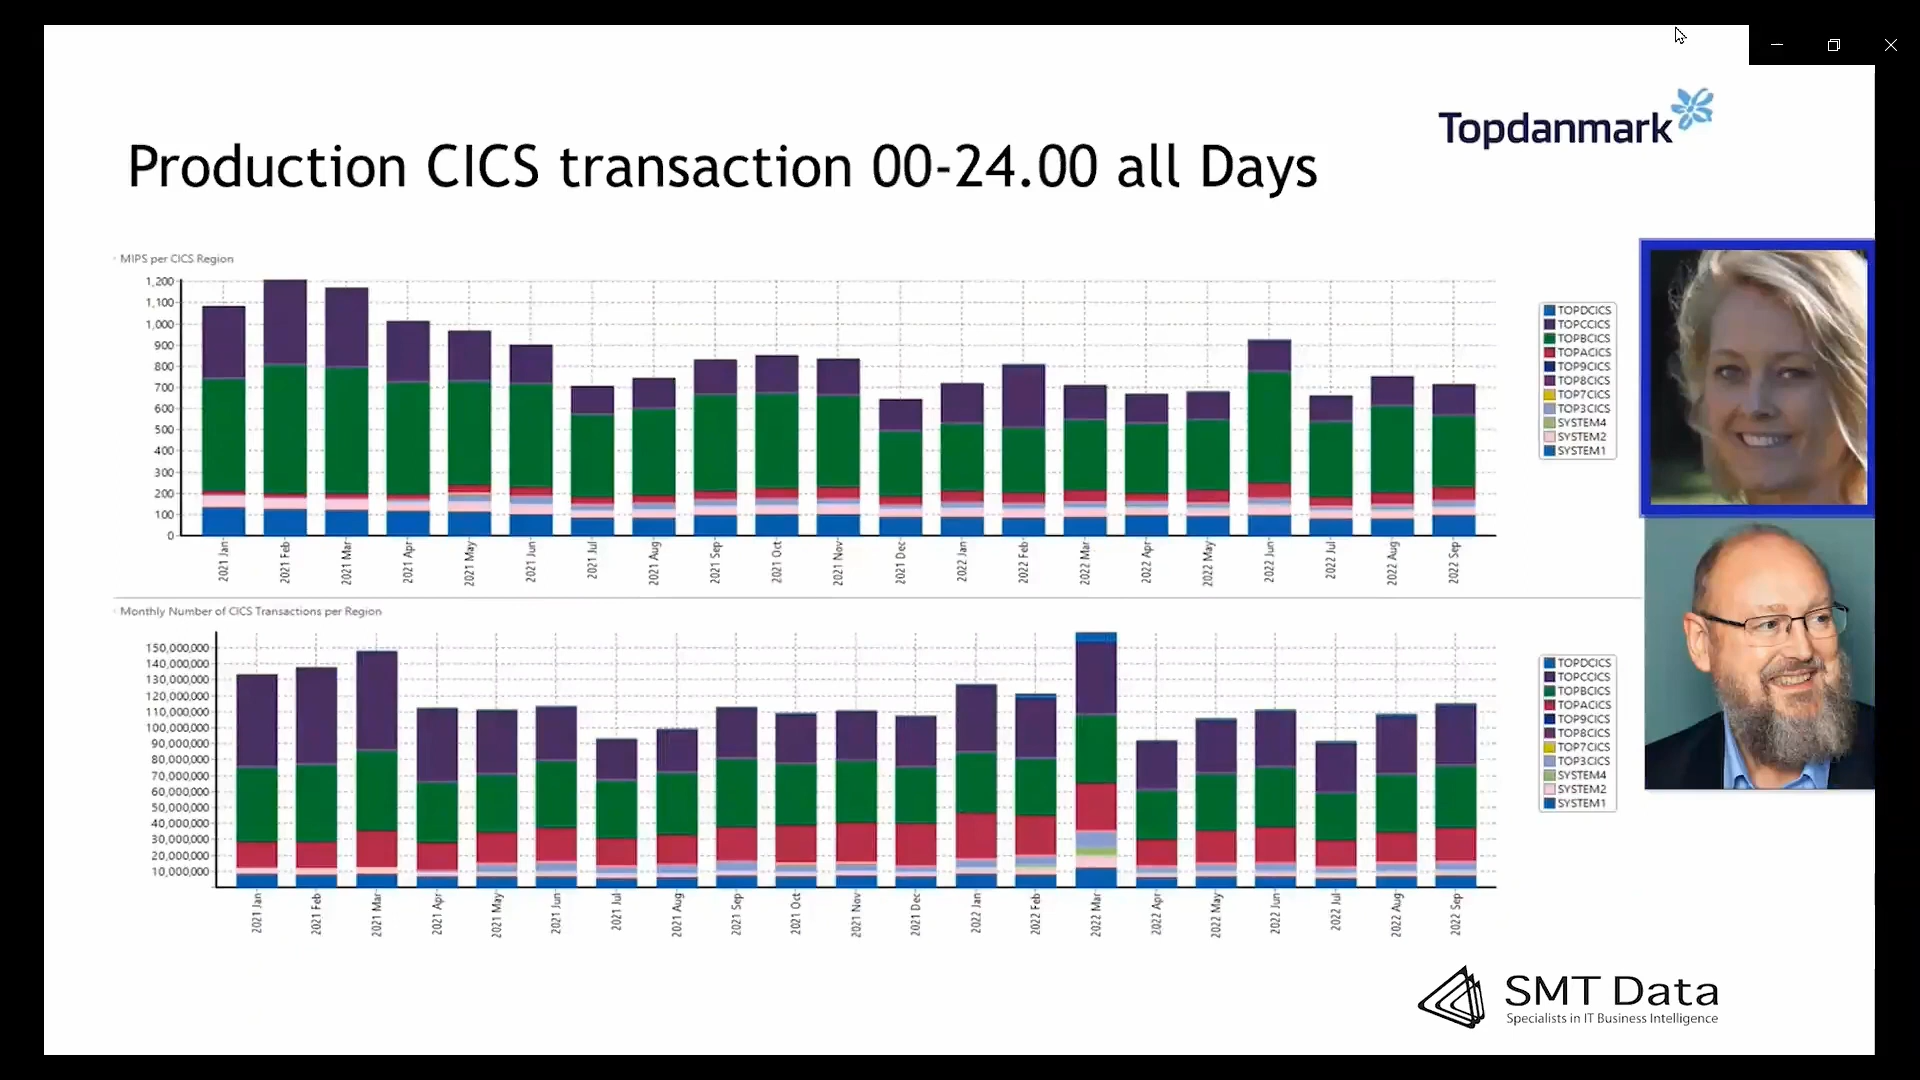 Topdanmark
Production CICS transaction 00-24.00 all Days
MIPS per CICS Region
1,200
1,100
1,000
900
800
700
600
500
400
300
200
100
0
2021 Jan
2021 Feb
2021 Mar
2021 Apr
2021 May
2021 Jun
2021 Jul
2021 Aug
2021 Sep
2021 Oct
2021 Nov
2021 Dec
2022 Jan
2022 Feb
2022 Mar
2022 Apr
2022 May
2022 Jun
2022 Jul
2022 Aug
2022 Sep
TOPDCICS
TOPCCICS
TOPBCICS
TOPACICS
TOP9CICS
TOP8CICS
TOP7CICS
TOP3CICS
SYSTEM4
SYSTEM2
SYSTEM1
Monthly Number of CICS Transactions per Region
150,000,000
140,000,000
130,000,000
120,000,000
110,000,000
100,000,000
90,000,000
80,000,000
70,000,000
60,000,000
50,000,000
40,000,000
30,000,000
20,000,000
10,000,000
2021 Jan
2021 Feb
2021 Mar
2021 Apr
2021 May
2021 Jun
2021 Jul
2021 Aug
2021 Sep
2021 Oct
2021 Nov
2021 Dec
2022 Jan
2022 Feb
2022 Mar
2022 Apr
2022 May
2022 Jun
2022 Jul
2022 Aug
2022 Sep
TOPDCICS
TOPCCICS
TOPBCICS
TOPACICS
TOP9CICS
TOP8CICS
TOP7CICS
TOP3CICS
SYSTEM4
SYSTEM2
SYSTEM1
SMT Data
Specialists in IT Business Intelligence